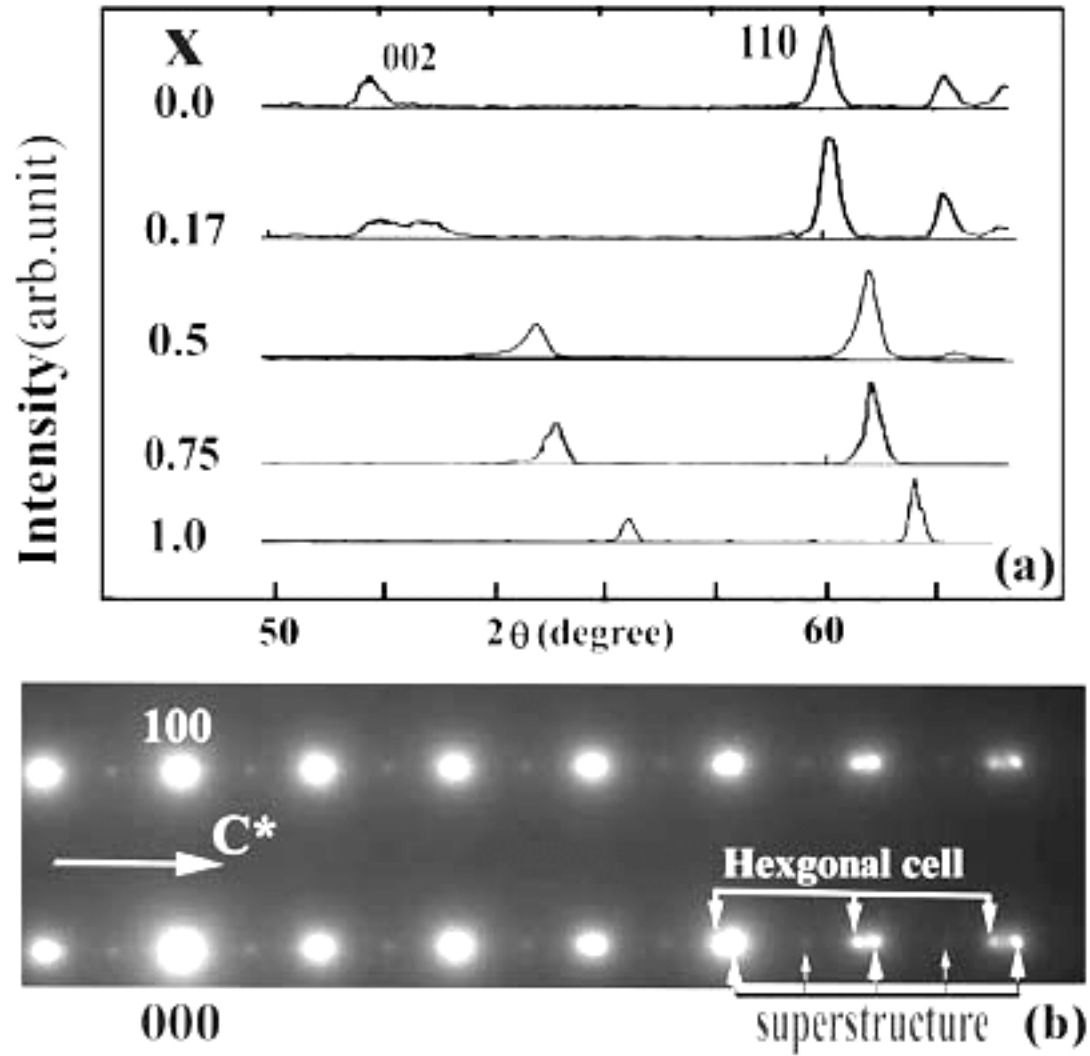 X
002
110
0.0
0.17
0.5
0.75
1.0
Intensity(arb.unit)
(a)
50
2θ(degree)
60
100
C*
Hexgonal cell
000
superstructure
(b)